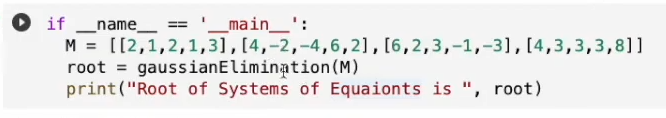 if __name__ == '__main__':
M = [[2,1,2,1,3],[4,-2,-4,6,2],[6,2,3,-1,-3],[4,3,3,3,8]]
root = gaussianElimination(M)
print("Root of Systems of Equaionts is ", root)